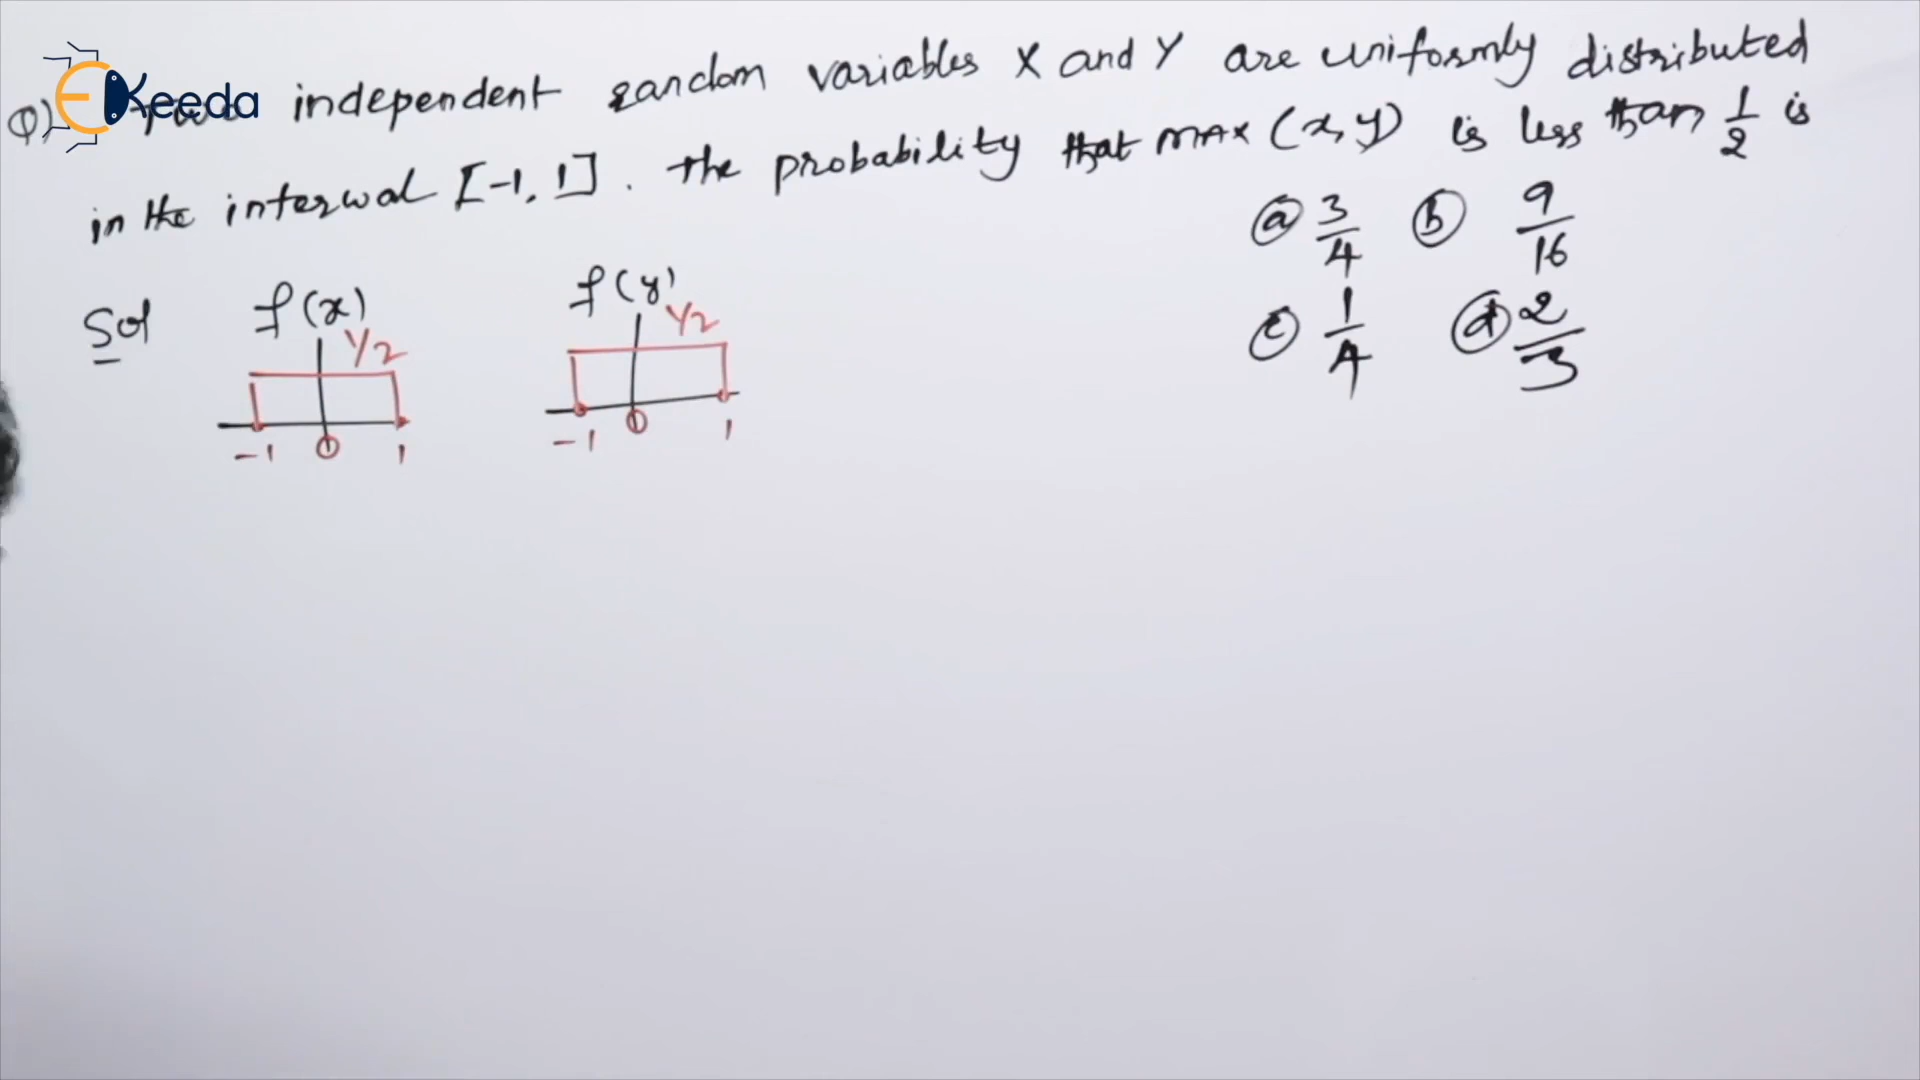 Q) Two independent random variables X and Y are uniformly distributed
in the interval [-1, 1]. The probability that MAX (x, y) is less than 1/2 is
(a) 3/4 (b) 9/16
(c) 1/4 (d) 2/3
Sol f(x) f(y)
1/2 1/2
-1 0 1 -1 0 1
EKeeda